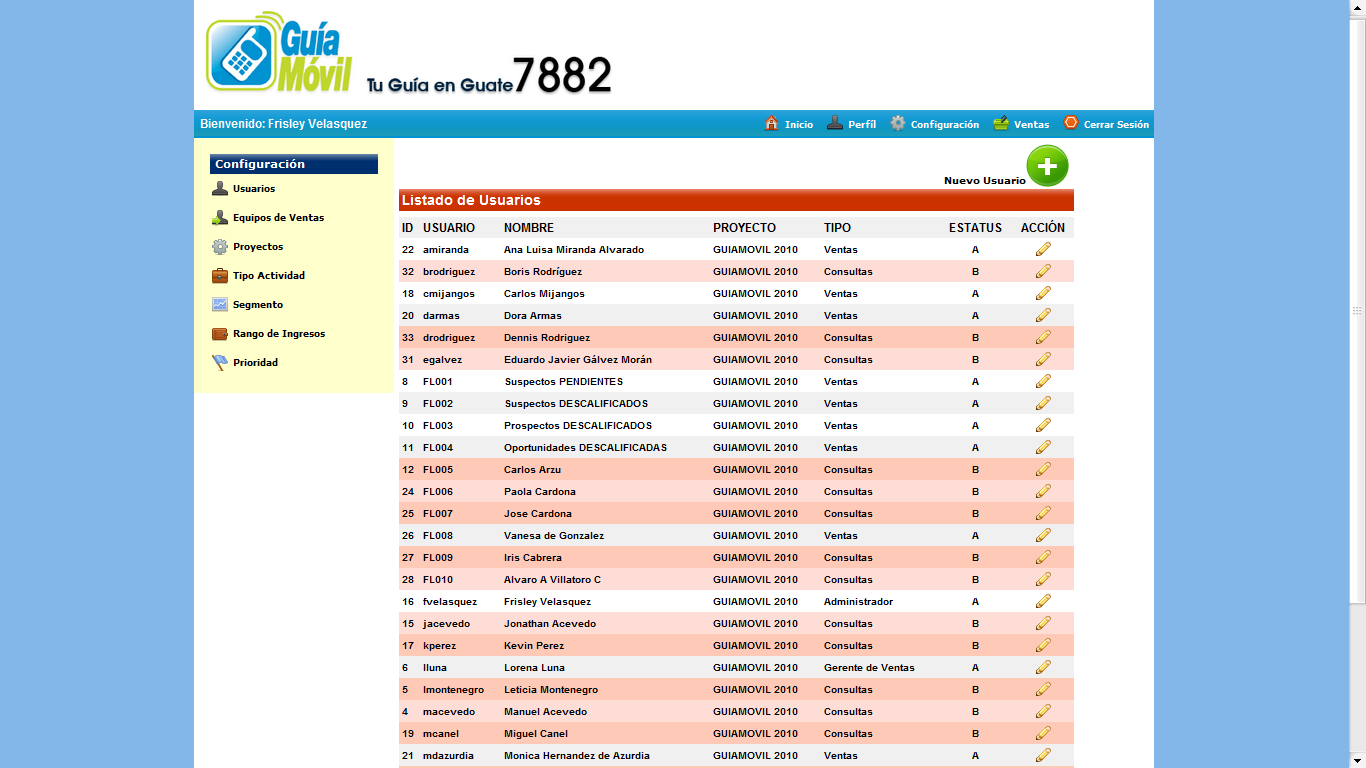 Guía
Móvil
Tu Guía en Guate 7882
Bienvenido: Frisley Velasquez
Inicio Perfíl Configuración Ventas Cerrar Sesión
Configuración
Usuarios
Equipos de Ventas
Proyectos
Tipo Actividad
Segmento
Rango de Ingresos
Prioridad
Nuevo Usuario
Listado de Usuarios
ID USUARIO NOMBRE PROYECTO TIPO ESTATUS ACCIÓN
22 amiranda Ana Luisa Miranda Alvarado GUIAMOVIL 2010 Ventas A
32 brodriguez Boris Rodríguez GUIAMOVIL 2010 Consultas B
18 cmijangos Carlos Mijangos GUIAMOVIL 2010 Ventas A
20 darmas Dora Armas GUIAMOVIL 2010 Ventas A
33 drodriguez Dennis Rodriguez GUIAMOVIL 2010 Consultas B
31 egalvez Eduardo Javier Gálvez Morán GUIAMOVIL 2010 Consultas B
8 FL001 Suspectos PENDIENTES GUIAMOVIL 2010 Ventas A
9 FL002 Suspectos DESCALIFICADOS GUIAMOVIL 2010 Ventas A
10 FL003 Prospectos DESCALIFICADOS GUIAMOVIL 2010 Ventas A
11 FL004 Oportunidades DESCALIFICADAS GUIAMOVIL 2010 Ventas A
12 FL005 Carlos Arzu GUIAMOVIL 2010 Consultas B
24 FL006 Paola Cardona GUIAMOVIL 2010 Consultas B
25 FL007 Jose Cardona GUIAMOVIL 2010 Consultas B
26 FL008 Vanesa de Gonzalez GUIAMOVIL 2010 Ventas A
27 FL009 Iris Cabrera GUIAMOVIL 2010 Consultas B
28 FL010 Alvaro A Villatoro C GUIAMOVIL 2010 Consultas B
16 fvelasquez Frisley Velasquez GUIAMOVIL 2010 Administrador A
15 jacevedo Jonathan Acevedo GUIAMOVIL 2010 Consultas B
17 kperez Kevin Perez GUIAMOVIL 2010 Consultas B
6 lluna Lorena Luna GUIAMOVIL 2010 Gerente de Ventas A
5 lmontenegro Leticia Montenegro GUIAMOVIL 2010 Consultas B
4 macevedo Manuel Acevedo GUIAMOVIL 2010 Consultas B
19 mcanel Miguel Canel GUIAMOVIL 2010 Consultas B
21 mdazurdia Monica Hernandez de Azurdia GUIAMOVIL 2010 Ventas A